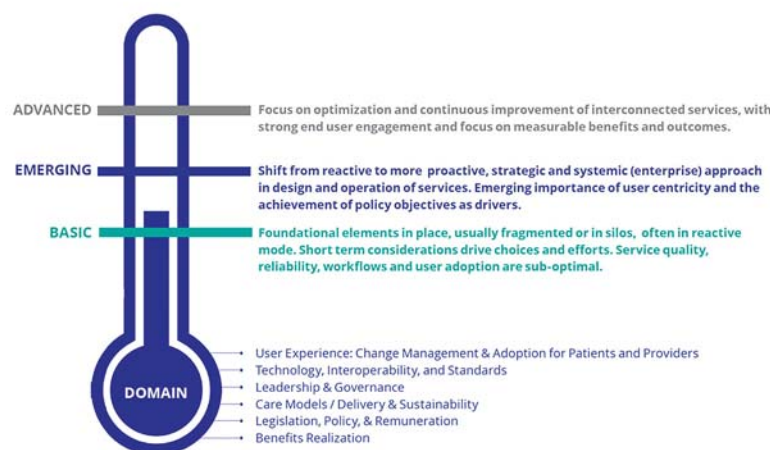 ADVANCED
Focus on optimization and continuous improvement of interconnected services, with
strong end user engagement and focus on measurable benefits and outcomes.
EMERGING
Shift from reactive to more proactive, strategic and systemic (enterprise) approach
in design and operation of services. Emerging importance of user centricity and the
achievement of policy objectives as drivers.
BASIC
Foundational elements in place, usually fragmented or in silos, often in reactive
mode. Short term considerations drive choices and efforts. Service quality,
reliability, workflows and user adoption are sub-optimal.
DOMAIN
User Experience: Change Management & Adoption for Patients and Providers
Technology, Interoperability, and Standards
Leadership & Governance
Care Models / Delivery & Sustainability
Legislation, Policy, & Remuneration
Benefits Realization